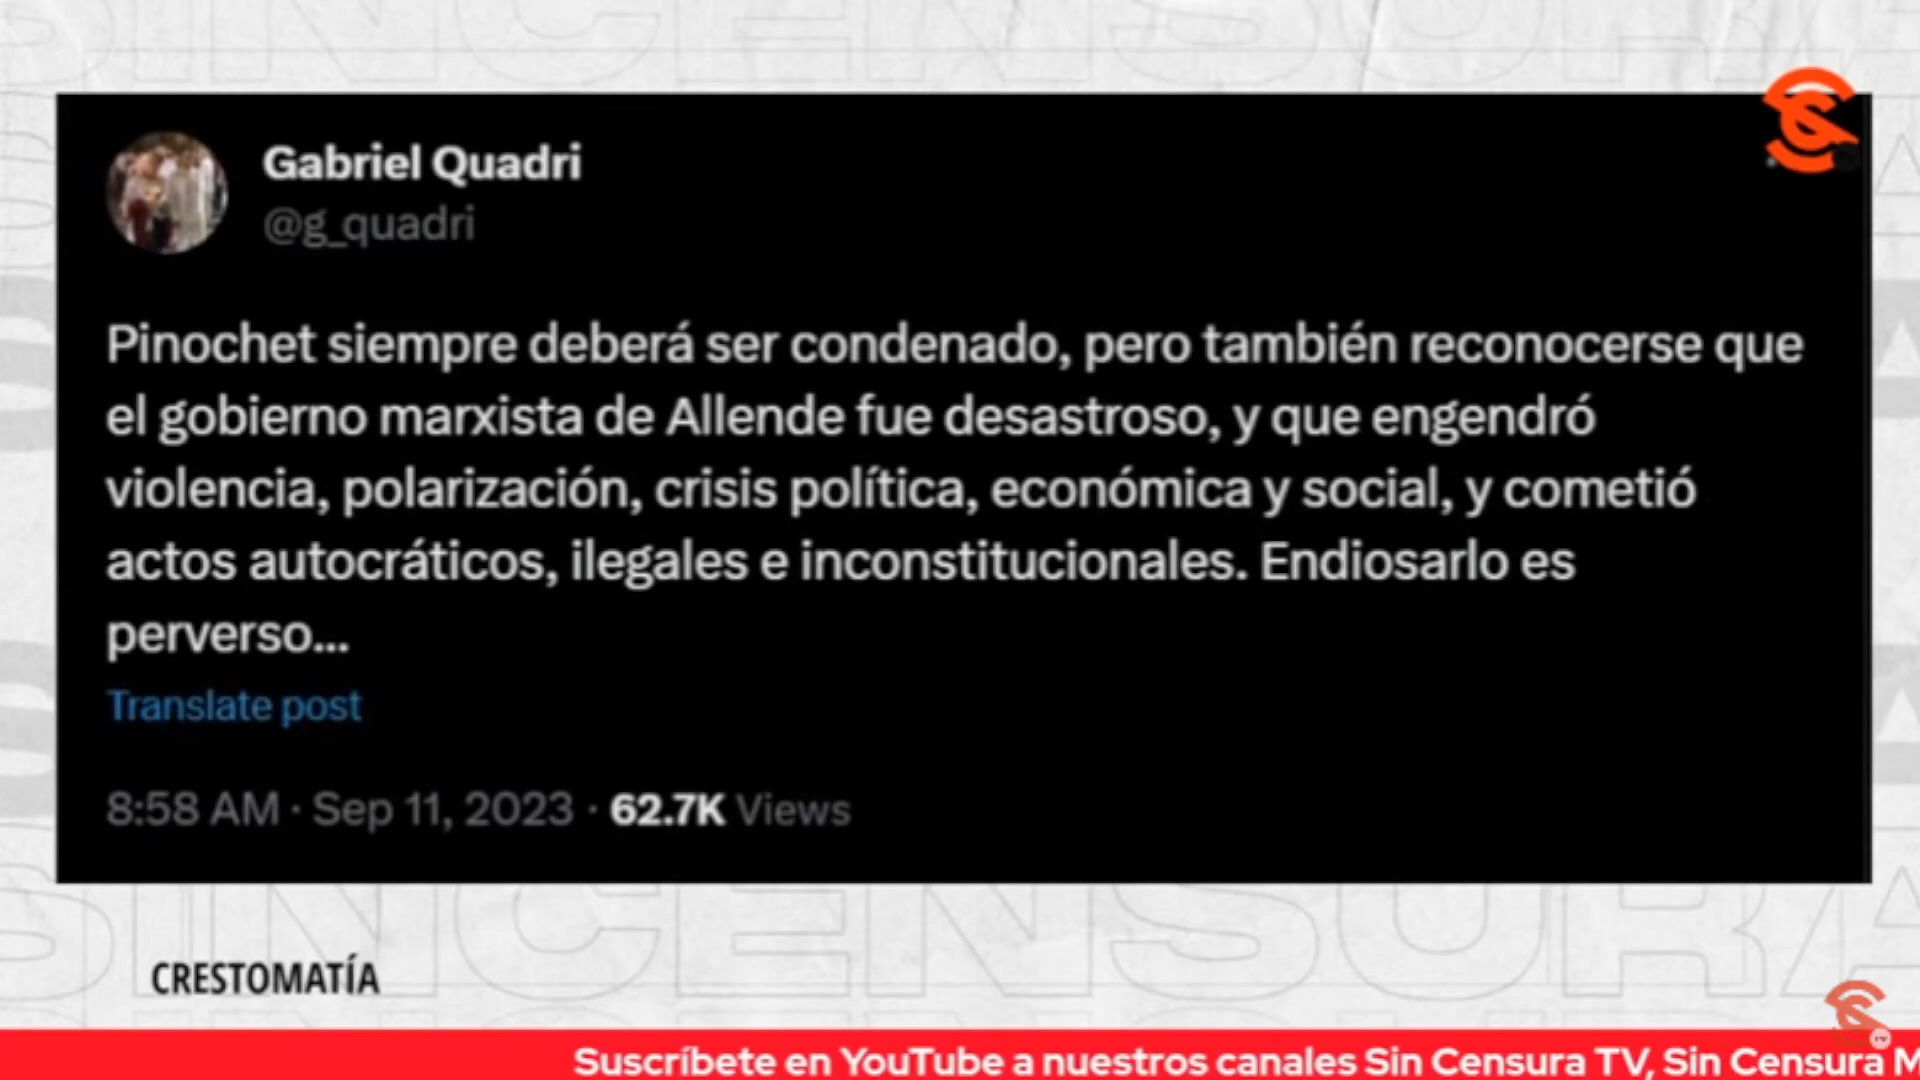 SINCENSURA
Gabriel Quadri
@g_quadri
Pinochet siempre deberá ser condenado, pero también reconocerse que
el gobierno marxista de Allende fue desastroso, y que engendró
violencia, polarización, crisis política, económica y social, y cometió
actos autocráticos, ilegales e inconstitucionales. Endiosarlo es
perverso...
Translate post
8:58 AM · Sep 11, 2023 · 62.7K Views
SINCENSURA
CRESTOMATÍA
TV
Suscríbete en YouTube a nuestros canales Sin Censura TV, Sin Censura M